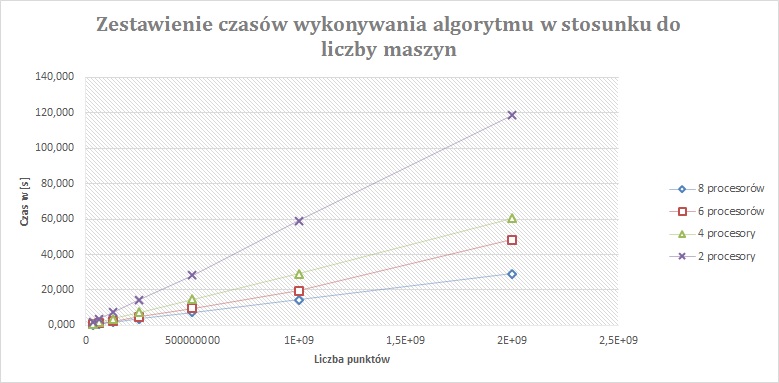 Zestawienie czasów wykonywania algorytmu w stosunku do
liczby maszyn
140,000
120,000
100,000
80,000
60,000
40,000
20,000
0,000
Czas w [s]
0
500000000
1E+09
1,5E+09
2E+09
2,5E+09
Liczba punktów
8 procesorów
6 procesorów
4 procesory
2 procesory